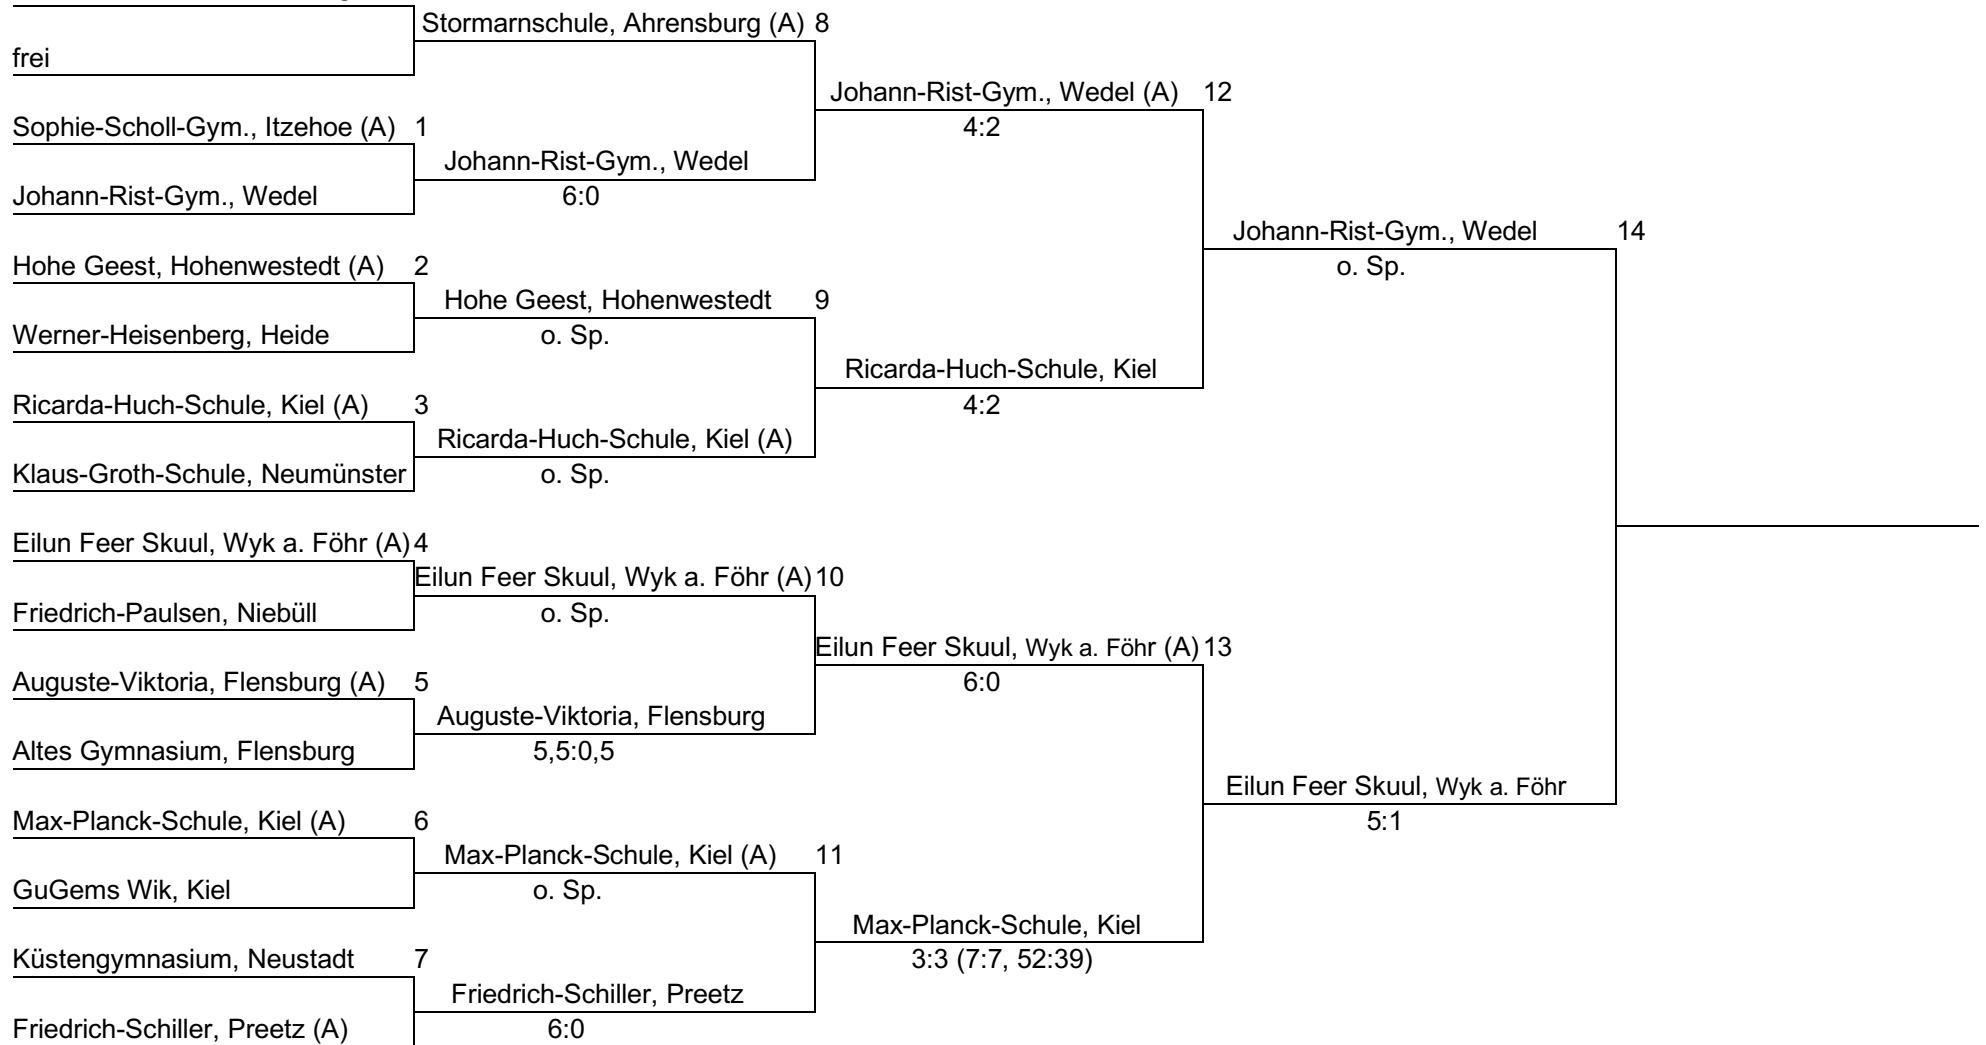 Stormarnschule, Ahrensburg (A) 8
frei
Johann-Rist-Gym., Wedel (A) 12
Sophie-Scholl-Gym., Itzehoe (A) 1
4:2
Johann-Rist-Gym., Wedel
Johann-Rist-Gym., Wedel
6:0
Johann-Rist-Gym., Wedel 14
Hohe Geest, Hohenwestedt (A) 2
o. Sp.
Hohe Geest, Hohenwestedt 9
Werner-Heisenberg, Heide
o. Sp.
Ricarda-Huch-Schule, Kiel
Ricarda-Huch-Schule, Kiel (A) 3
4:2
Ricarda-Huch-Schule, Kiel (A)
Klaus-Groth-Schule, Neumünster
o. Sp.
Eilun Feer Skuul, Wyk a. Föhr (A) 4
Eilun Feer Skuul, Wyk a. Föhr (A) 10
Friedrich-Paulsen, Niebüll
o. Sp.
Eilun Feer Skuul, Wyk a. Föhr (A) 13
Auguste-Viktoria, Flensburg (A) 5
6:0
Auguste-Viktoria, Flensburg
Altes Gymnasium, Flensburg
5,5:0,5
Eilun Feer Skuul, Wyk a. Föhr
Max-Planck-Schule, Kiel (A) 6
5:1
Max-Planck-Schule, Kiel (A) 11
GuGems Wik, Kiel
o. Sp.
Max-Planck-Schule, Kiel
Küstengymnasium, Neustadt 7
3:3 (7:7, 52:39)
Friedrich-Schiller, Preetz
Friedrich-Schiller, Preetz (A)
6:0